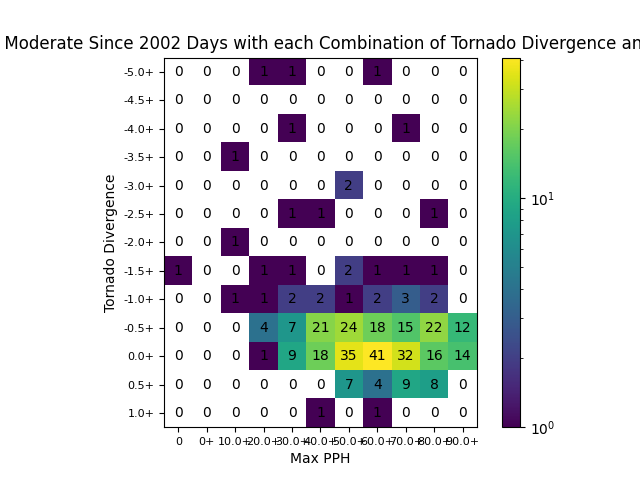 Moderate Since 2002 Days with each Combination of Tornado Divergence an
-5.0+ 0 0 0 1 1 0 0 1 0 0 0
-4.5+ 0 0 0 0 0 0 0 0 0 0 0
-4.0+ 0 0 0 0 1 0 0 0 1 0 0
-3.5+ 0 0 1 0 0 0 0 0 0 0 0
-3.0+ 0 0 0 0 0 0 2 0 0 0 0
-2.5+ 0 0 0 0 1 1 0 0 0 1 0
-2.0+ 0 0 1 0 0 0 0 0 0 0 0
-1.5+ 1 0 0 1 1 0 2 1 1 1 0
-1.0+ 0 0 1 1 2 2 1 2 3 2 0
-0.5+ 0 0 0 4 7 21 24 18 15 22 12
0.0+ 0 0 0 1 9 18 35 41 32 16 14
0.5+ 0 0 0 0 0 0 7 4 9 8 0
1.0+ 0 0 0 0 0 1 0 1 0 0 0
0 0+ 10.0+ 20.0+ 30.0+ 40.0+ 50.0+ 60.0+ 70.0+ 80.0+ 90.0+
Max PPH
Tornado Divergence
10^1
10^0